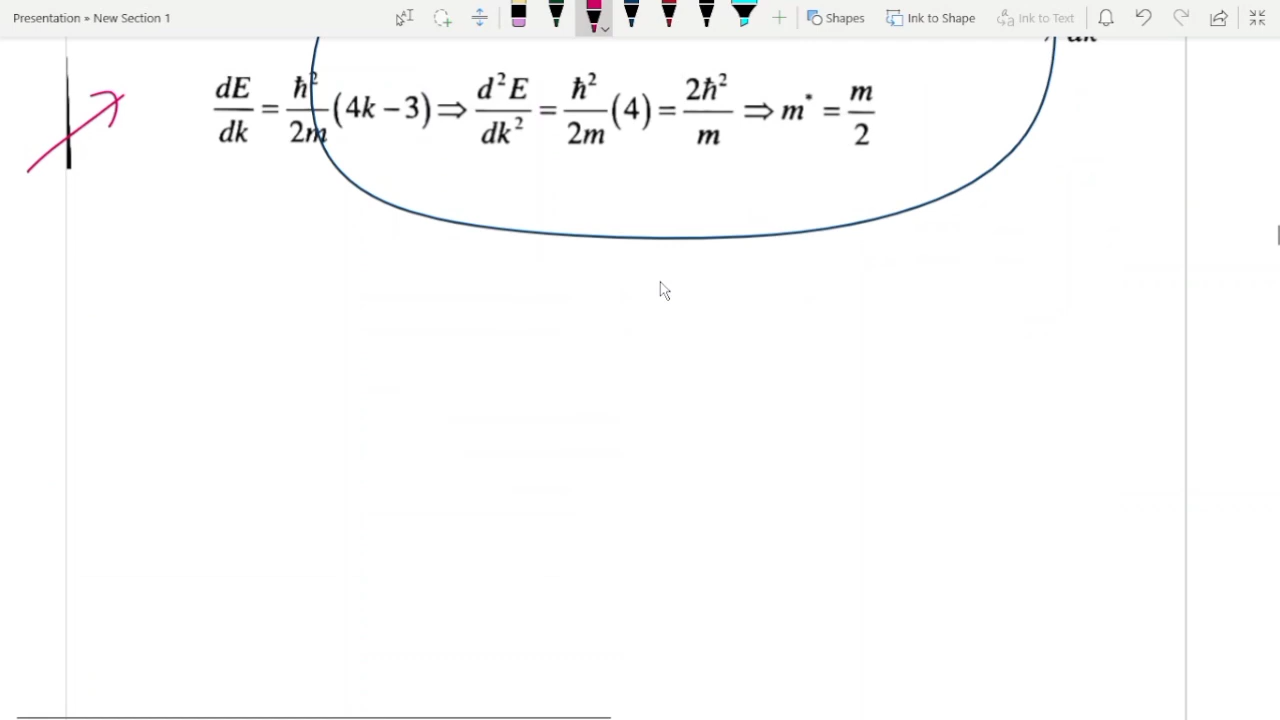 Presentation » New Section 1
Shapes
Ink to Shape
Ink to Text
dE/dk = ħ²/2m (4k − 3) ⇒ d²E/dk² = ħ²/2m (4) = 2ħ²/m ⇒ m* = m/2